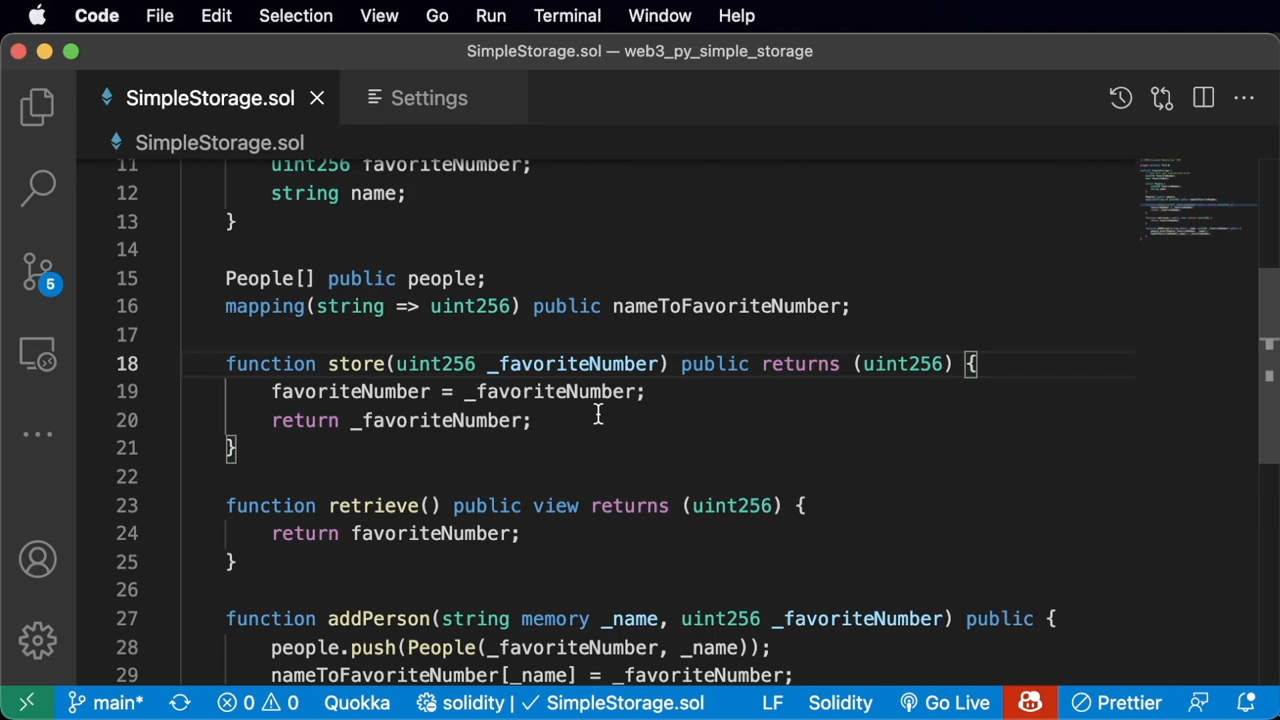 Code File Edit Selection View Go Run Terminal Window Help
SimpleStorage.sol — web3_py_simple_storage
SimpleStorage.sol Settings
SimpleStorage.sol
11 uint256 favoriteNumber;
12 string name;
13 }
14
15 People[] public people;
16 mapping(string => uint256) public nameToFavoriteNumber;
17
18 function store(uint256 _favoriteNumber) public returns (uint256) {
19 favoriteNumber = _favoriteNumber;
20 return _favoriteNumber;
21 }
22
23 function retrieve() public view returns (uint256) {
24 return favoriteNumber;
25 }
26
27 function addPerson(string memory _name, uint256 _favoriteNumber) public {
28 people.push(People(_favoriteNumber, _name));
29 nameToFavoriteNumber[_name] = _favoriteNumber;
5
main* 0 0 Quokka solidity | ✓ SimpleStorage.sol LF Solidity Go Live Prettier